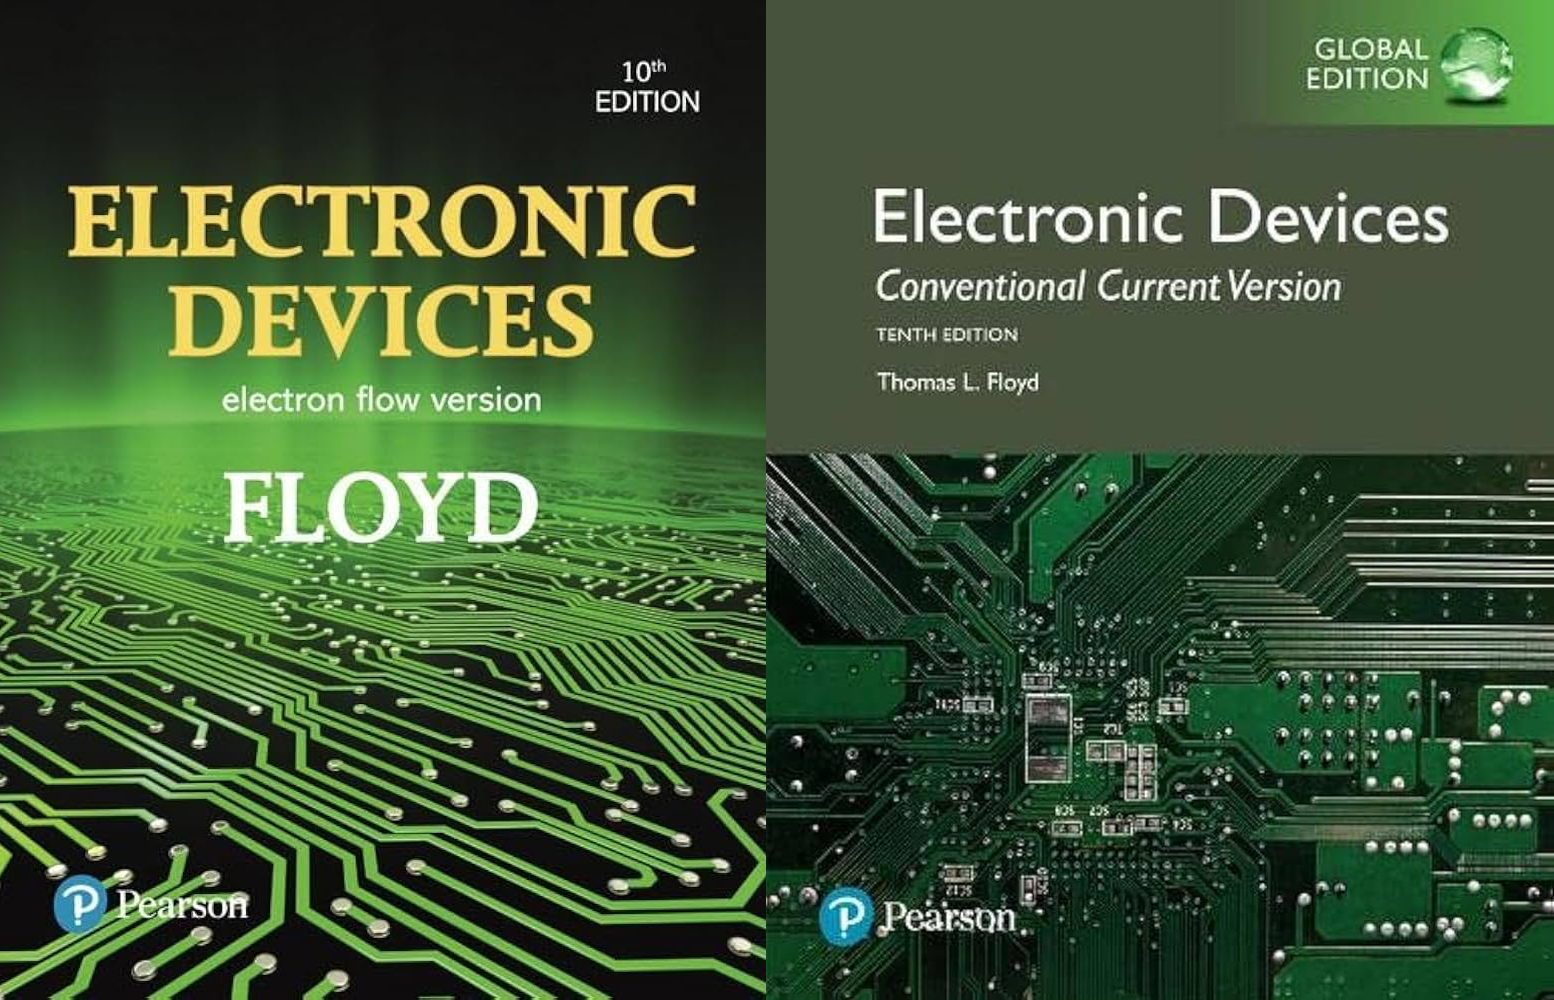 10th
EDITION
ELECTRONIC
DEVICES
electron flow version
FLOYD
Pearson
GLOBAL
EDITION
Electronic Devices
Conventional Current Version
TENTH EDITION
Thomas L. Floyd
Pearson